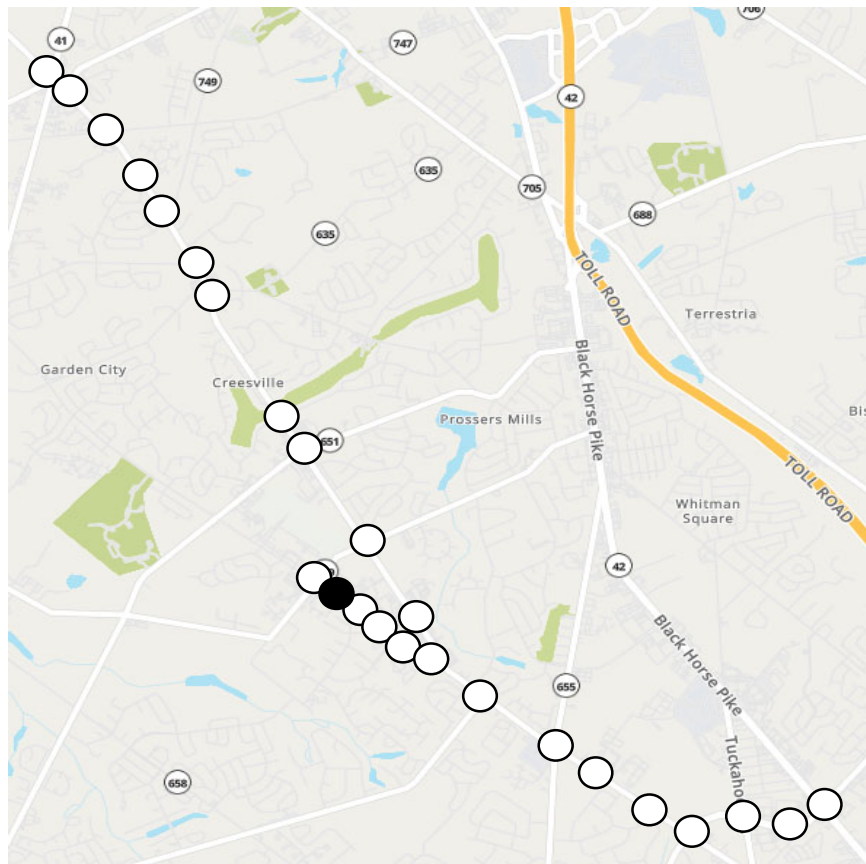 706
41
747
749
42
635
705
688
635
TOLL ROAD
Terrestria
Garden City
Creesville
Black Horse Pike
Bis
Prossers Mills
651
TOLL ROAD
Whitman
Square
42
Black Horse Pike
655
Tuckaho
658